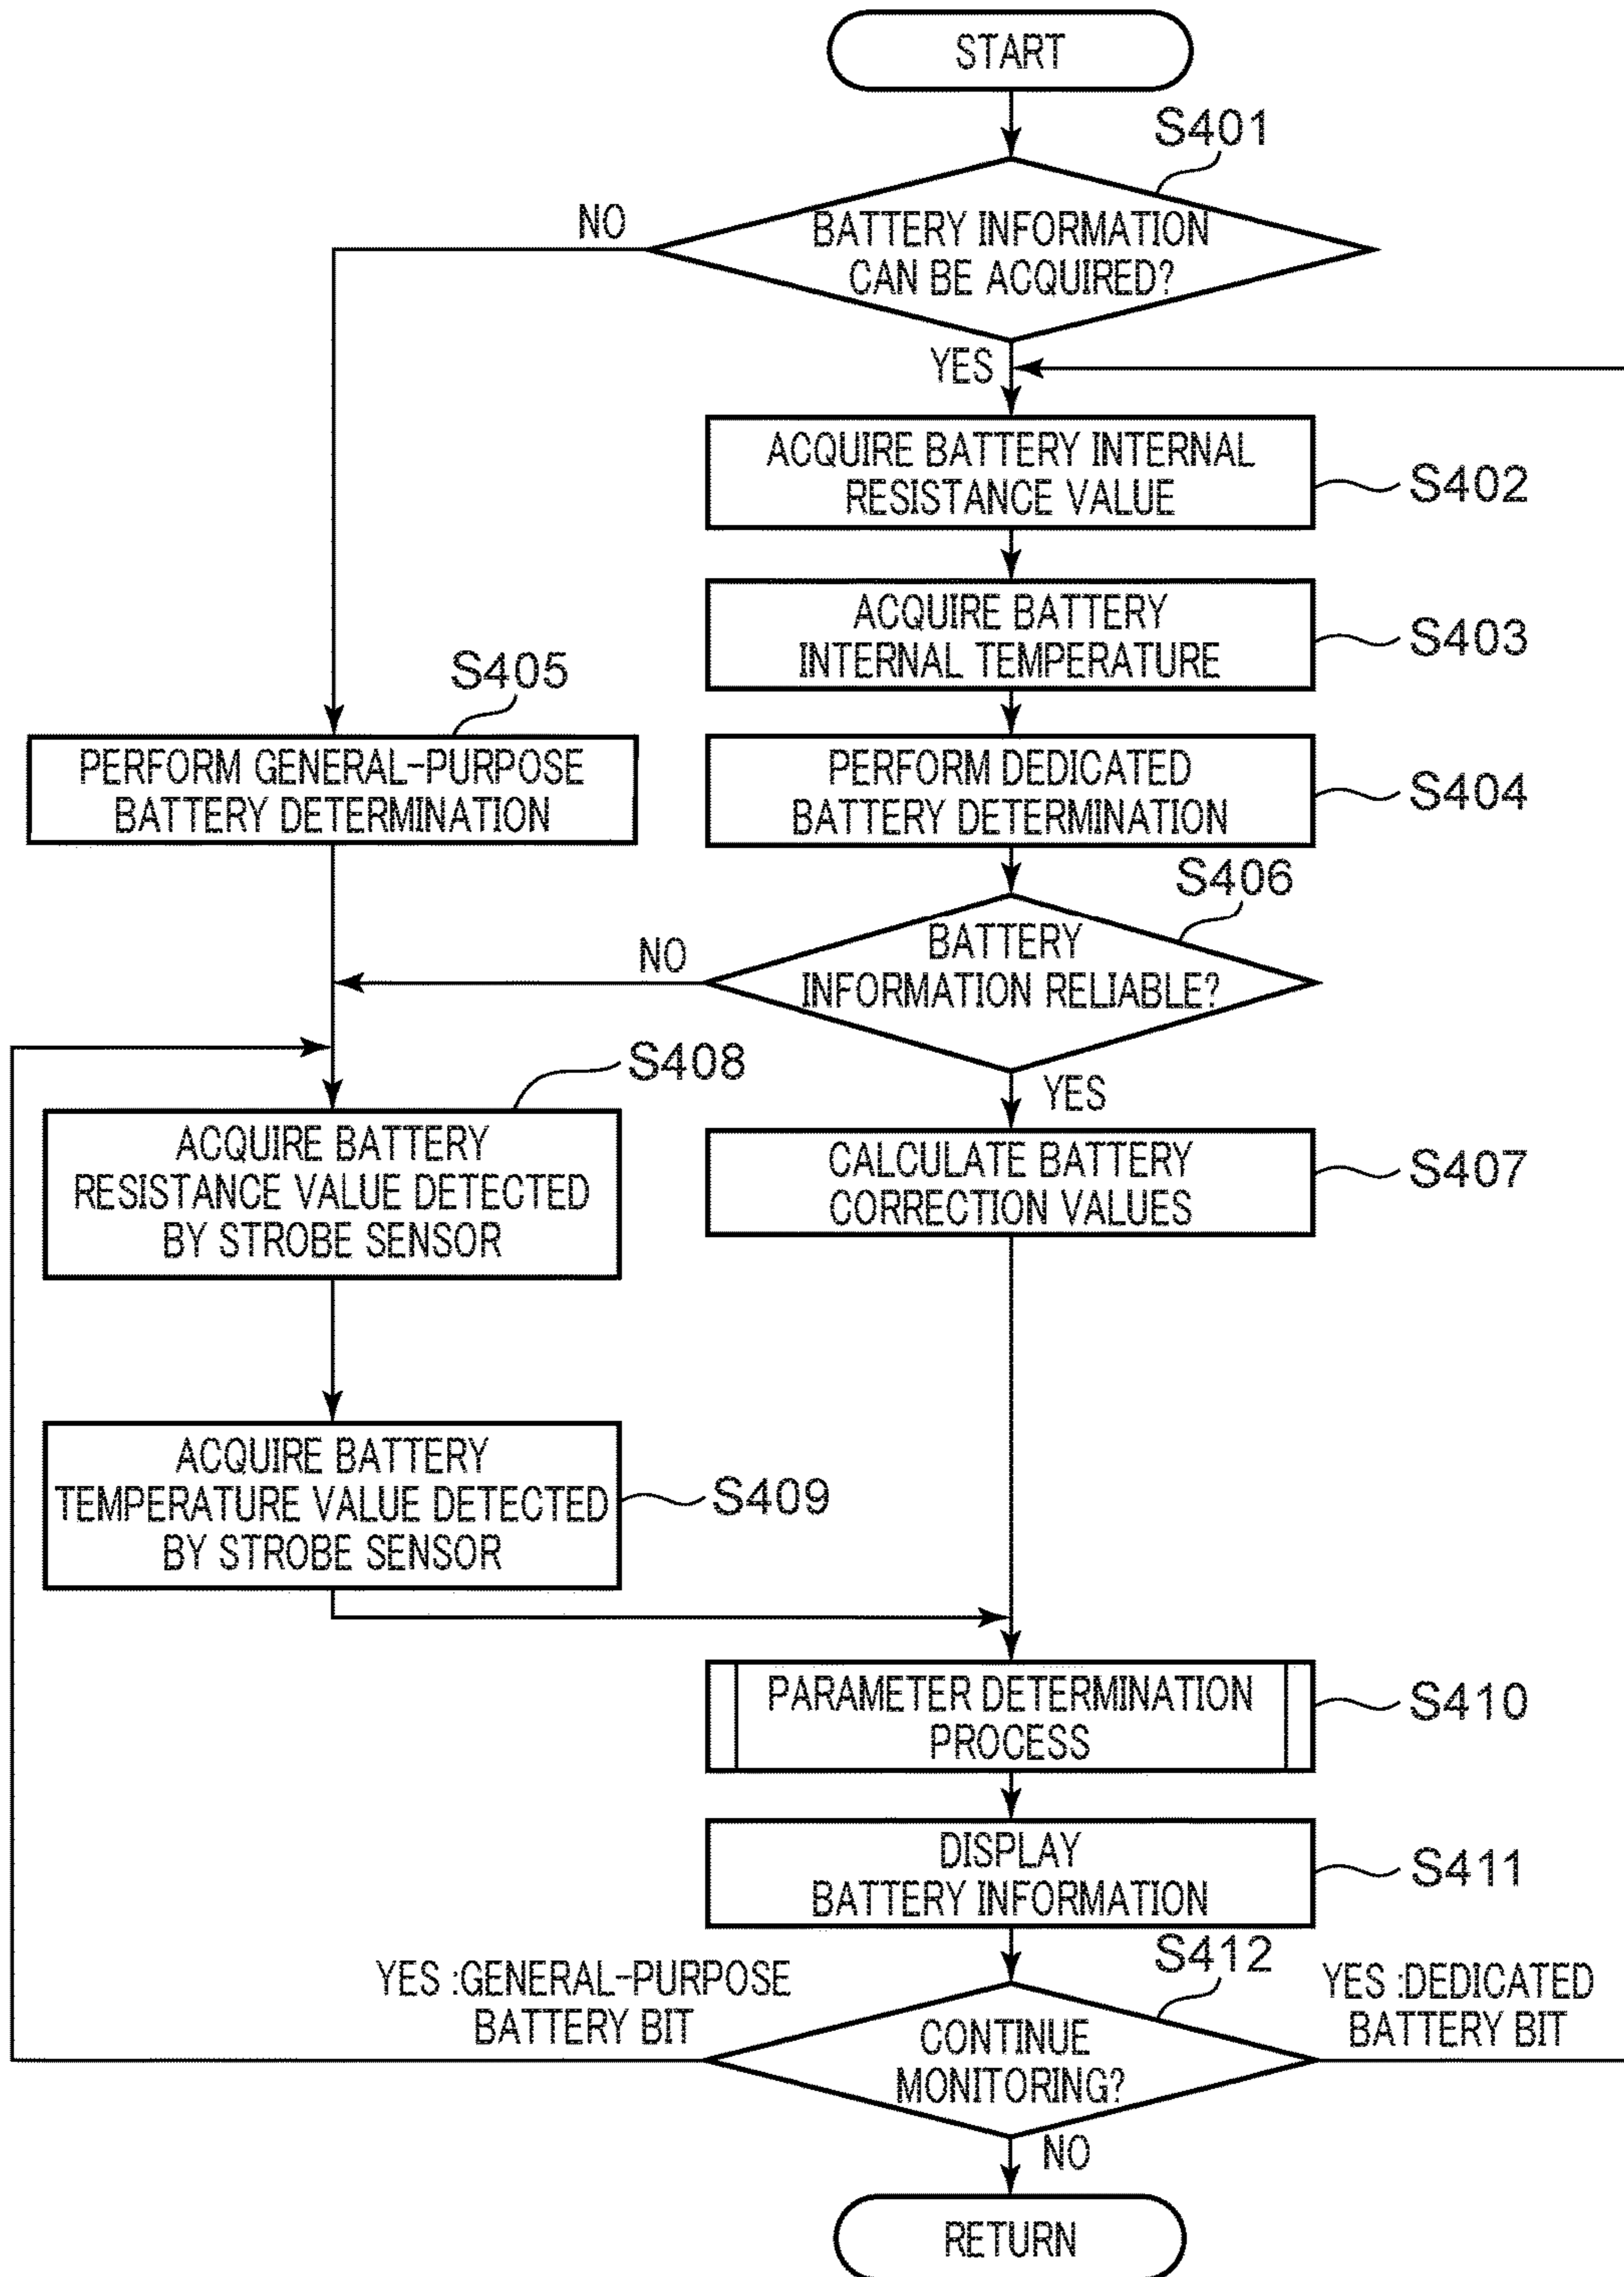 START
S401
BATTERY INFORMATION
CAN BE ACQUIRED?
NO
YES
ACQUIRE BATTERY INTERNAL
RESISTANCE VALUE
S402
ACQUIRE BATTERY
INTERNAL TEMPERATURE
S403
S405
PERFORM GENERAL-PURPOSE
BATTERY DETERMINATION
PERFORM DEDICATED
BATTERY DETERMINATION
S404
S406
BATTERY
INFORMATION RELIABLE?
NO
YES
S408
ACQUIRE BATTERY
RESISTANCE VALUE DETECTED
BY STROBE SENSOR
CALCULATE BATTERY
CORRECTION VALUES
S407
ACQUIRE BATTERY
TEMPERATURE VALUE DETECTED
BY STROBE SENSOR
S409
PARAMETER DETERMINATION
PROCESS
S410
DISPLAY
BATTERY INFORMATION
S411
S412
YES :GENERAL-PURPOSE
BATTERY BIT
CONTINUE
MONITORING?
YES :DEDICATED
BATTERY BIT
NO
RETURN